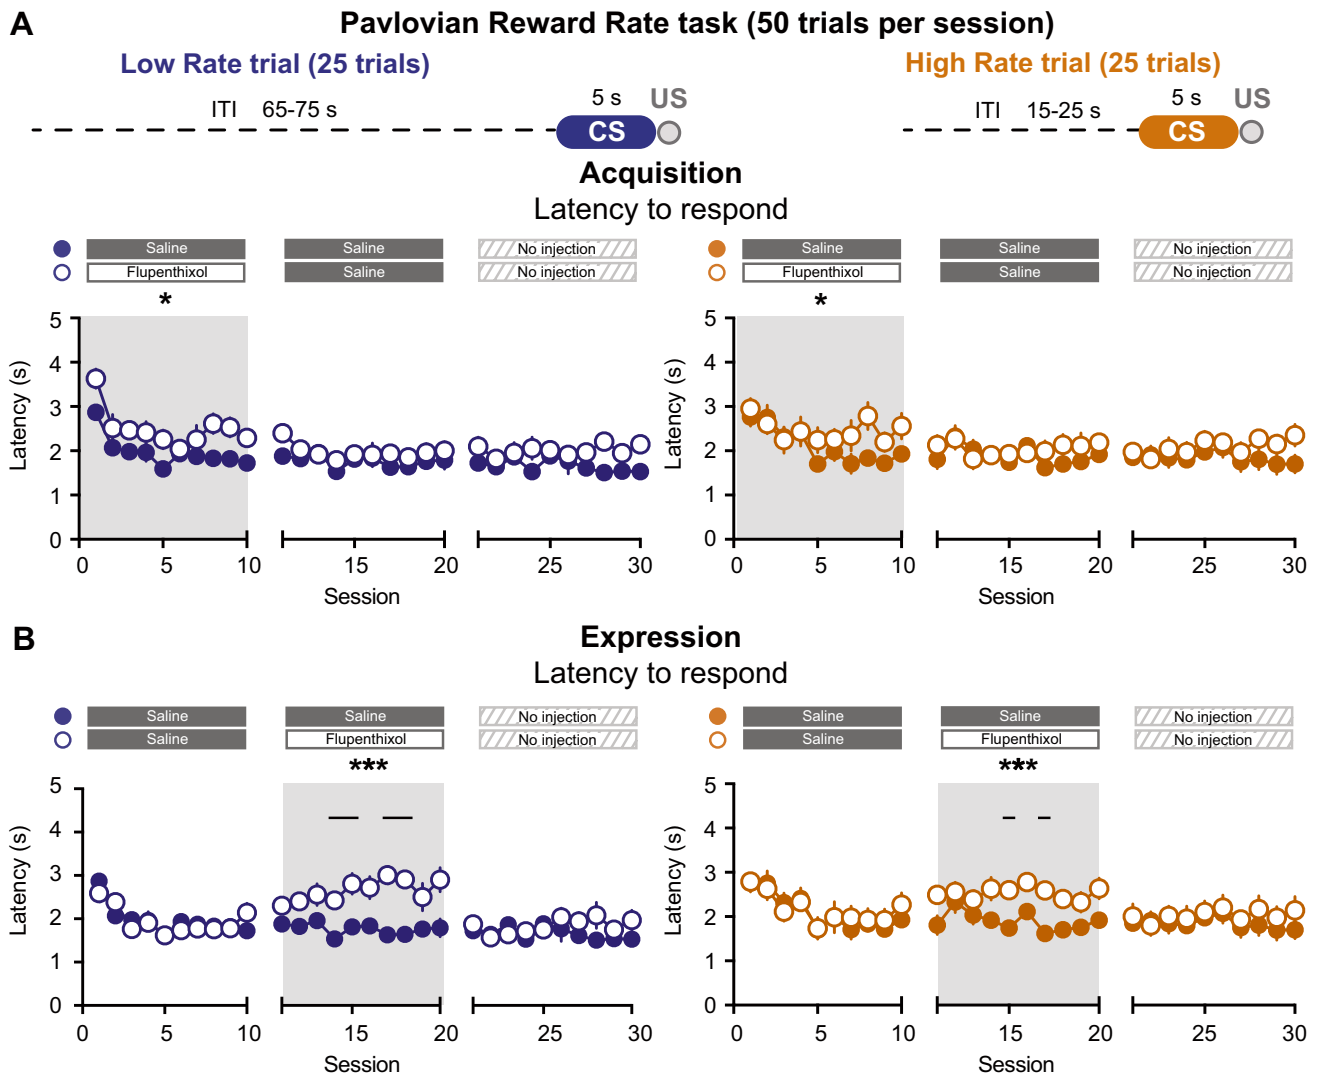 A
Pavlovian Reward Rate task (50 trials per session)
Low Rate trial (25 trials)
High Rate trial (25 trials)
ITI 65-75 s
5 s
US
CS
ITI 15-25 s
5 s
US
CS
Acquisition
Latency to respond
Saline
Saline
No injection
Flupenthixol
Saline
No injection
*
Saline
Saline
No injection
Flupenthixol
Saline
No injection
*
Latency (s)
5
4
3
2
1
0
0
5
10
15
20
25
30
Session
Latency (s)
5
4
3
2
1
0
0
5
10
15
20
25
30
Session
B
Expression
Latency to respond
Saline
Saline
No injection
Saline
Flupenthixol
No injection
***
Saline
Saline
No injection
Saline
Flupenthixol
No injection
***
Latency (s)
5
4
3
2
1
0
0
5
10
15
20
25
30
Session
Latency (s)
5
4
3
2
1
0
0
5
10
15
20
25
30
Session